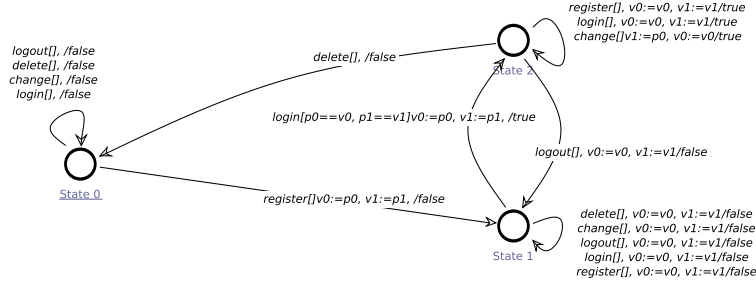 register[], v0:=v0, v1:=v1/true
login[], v0:=v0, v1:=v1/true
change[]v1:=p0, v0:=v0/true
State 2
delete[], /false
logout[], /false
delete[], /false
change[], /false
login[], /false
State 0
login[p0==v0, p1==v1]v0:=p0, v1:=p1, /true
logout[], v0:=v0, v1:=v1/false
register[]v0:=p0, v1:=p1, /false
State 1
delete[], v0:=v0, v1:=v1/false
change[], v0:=v0, v1:=v1/false
logout[], v0:=v0, v1:=v1/false
login[], v0:=v0, v1:=v1/false
register[], v0:=v0, v1:=v1/false